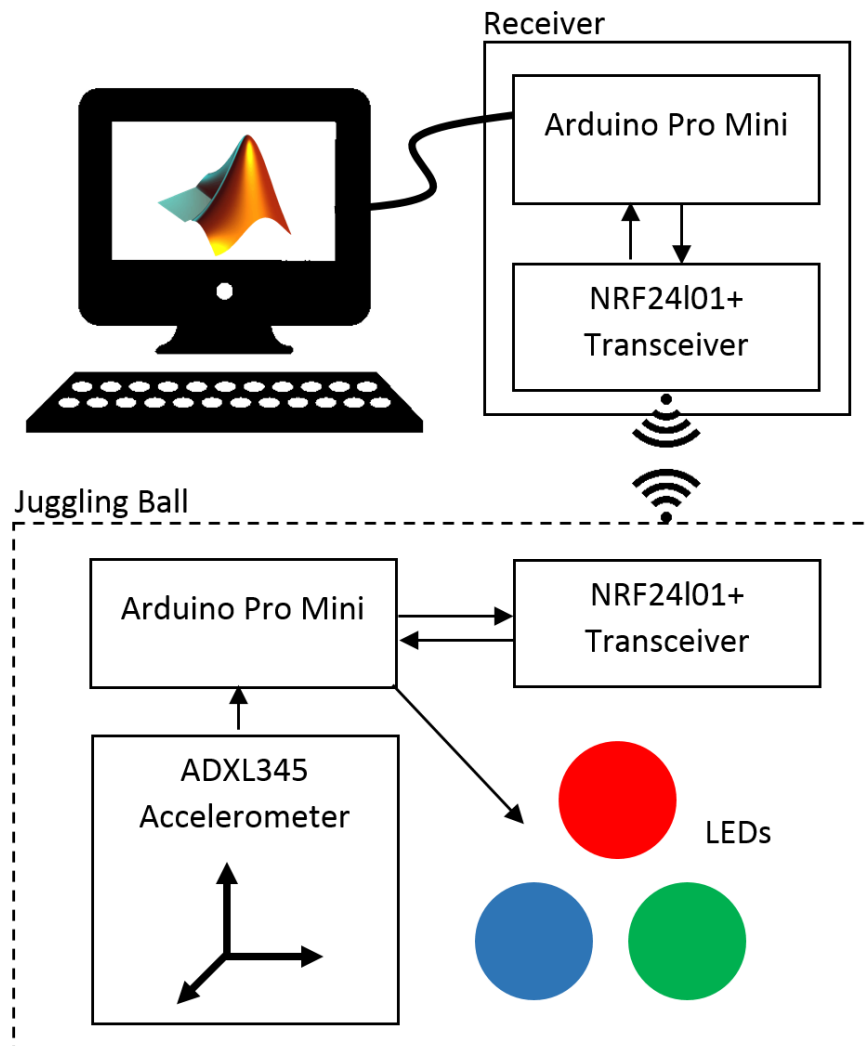 Receiver
Arduino Pro Mini
NRF24l01+
Transceiver
Juggling Ball
Arduino Pro Mini
NRF24l01+
Transceiver
ADXL345
Accelerometer
LEDs